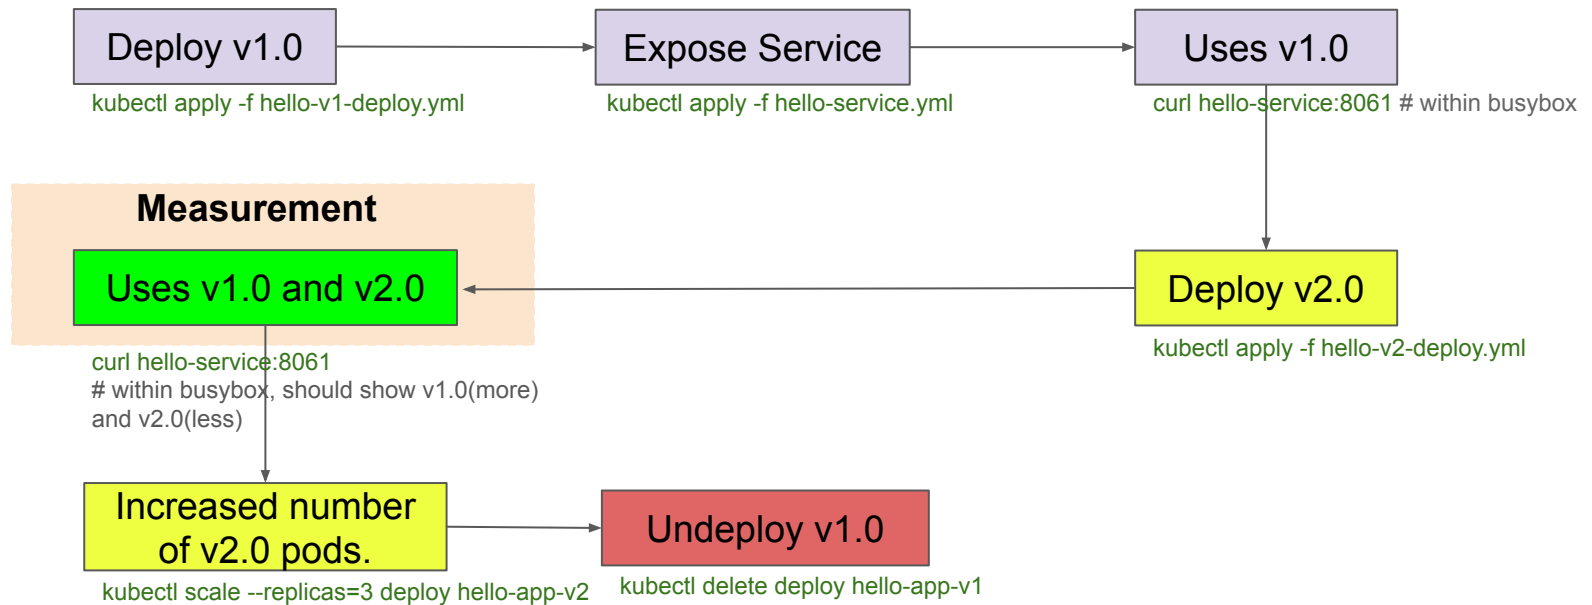 Deploy v1.0
kubectl apply -f hello-v1-deploy.yml
Expose Service
kubectl apply -f hello-service.yml
Uses v1.0
curl hello-service:8061 # within busybox
Deploy v2.0
kubectl apply -f hello-v2-deploy.yml
Measurement
Uses v1.0 and v2.0
curl hello-service:8061
# within busybox, should show v1.0(more)
and v2.0(less)
Increased number
of v2.0 pods.
kubectl scale --replicas=3 deploy hello-app-v2
Undeploy v1.0
kubectl delete deploy hello-app-v1